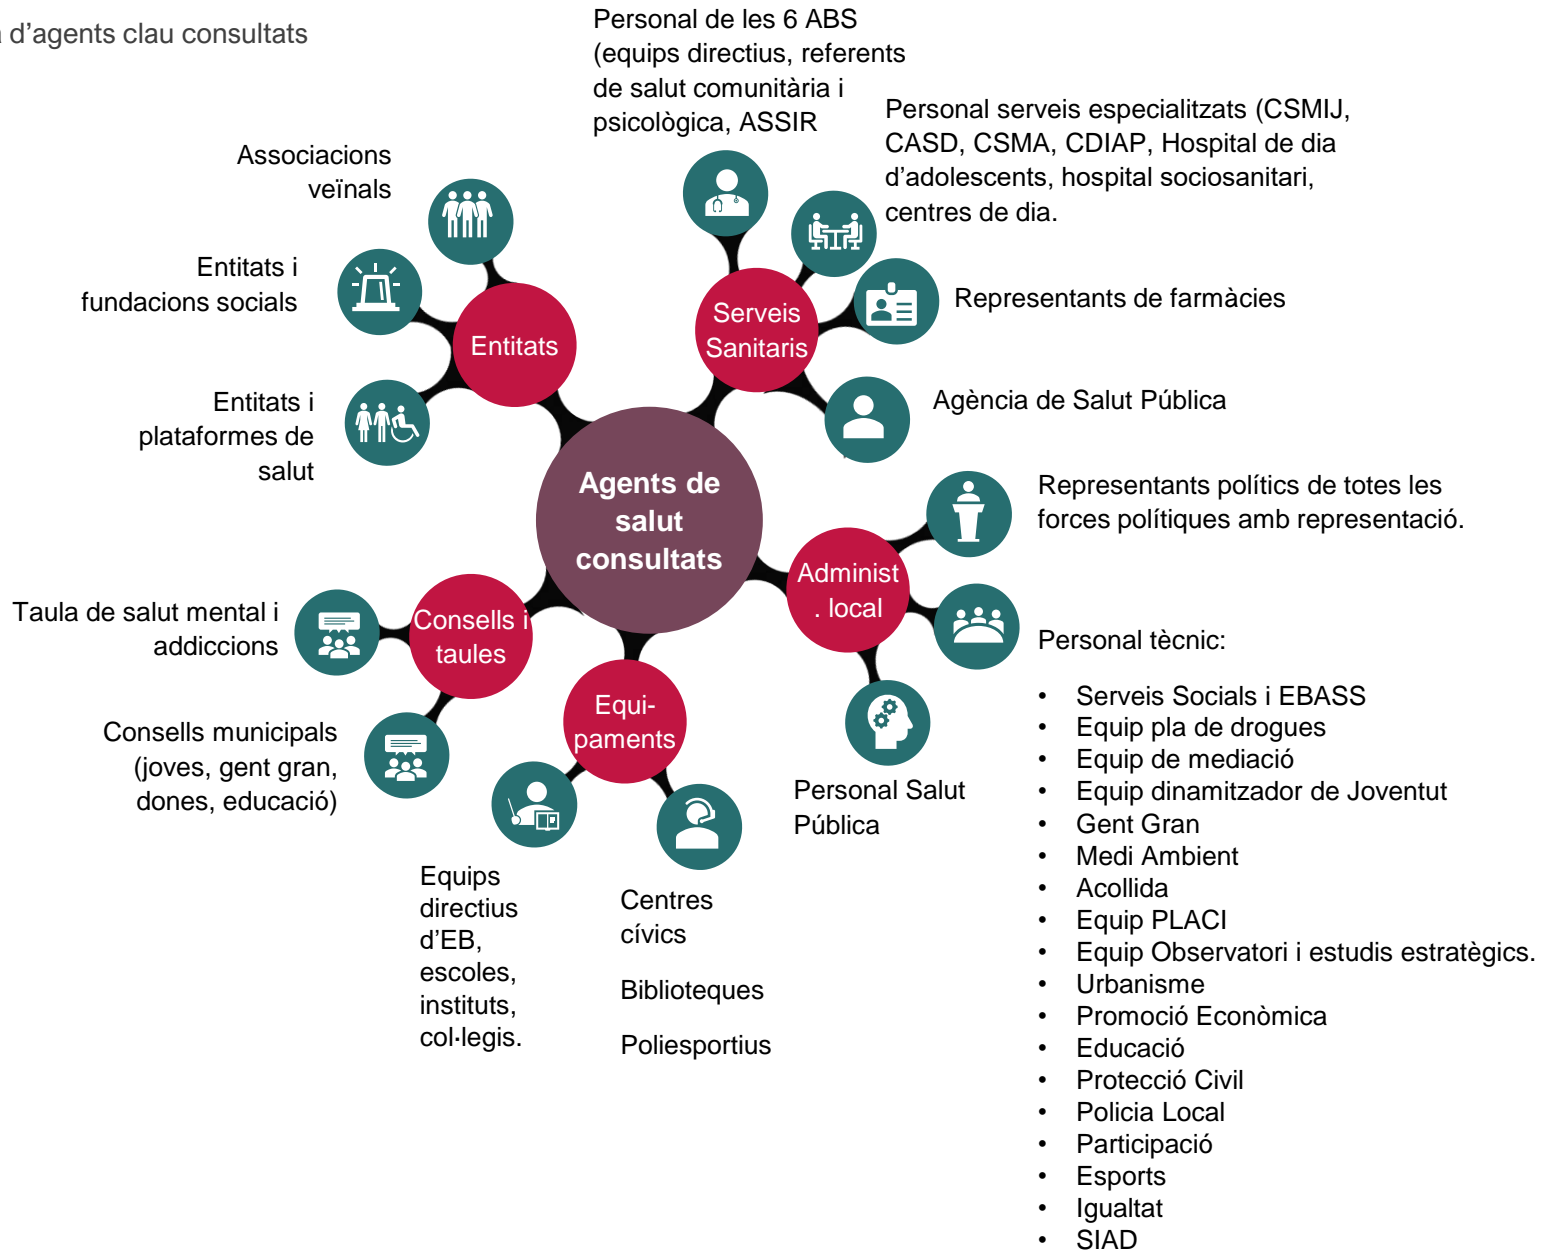 d’agents clau consultats
Personal de les 6 ABS
(equips directius, referents
de salut comunitària i
psicològica, ASSIR
Personal serveis especialitzats (CSMIJ,
CASD, CSMA, CDIAP, Hospital de dia
d’adolescents, hospital sociosanitari,
centres de dia.
Associacions
veïnals
Entitats i
fundacions socials
Entitats i
plataformes de
salut
Entitats
Serveis
Sanitaris
Representants de farmàcies
Agència de Salut Pública
Agents de
salut
consultats
Representants polítics de totes les
forces polítiques amb representació.
Administ
. local
Taula de salut mental i
addiccions
Consells i
taules
Consells municipals
(joves, gent gran,
dones, educació)
Equi-
paments
Equips
directius
d’EB,
escoles,
instituts,
col·legis.
Centres
cívics
Biblioteques
Poliesportius
Personal Salut
Pública
Personal tècnic:
• Serveis Socials i EBASS
• Equip pla de drogues
• Equip de mediació
• Equip dinamitzador de Joventut
• Gent Gran
• Medi Ambient
• Acollida
• Equip PLACI
• Equip Observatori i estudis estratègics.
• Urbanisme
• Promoció Econòmica
• Educació
• Protecció Civil
• Policia Local
• Participació
• Esports
• Igualtat
• SIAD